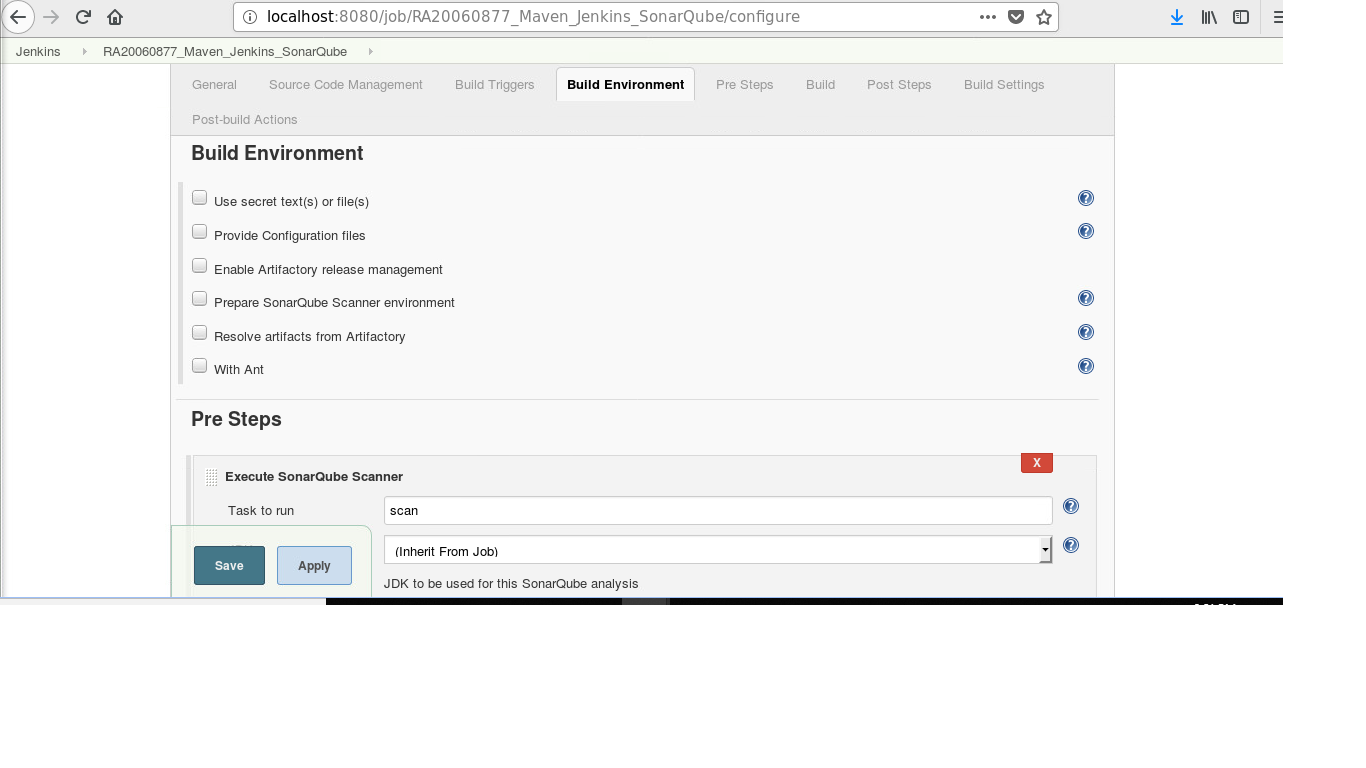 localhost:8080/job/RA20060877_Maven_Jenkins_SonarQube/configure
Jenkins RA20060877_Maven_Jenkins_SonarQube
General Source Code Management Build Triggers Build Environment Pre Steps Build Post Steps Build Settings
Post-build Actions
Build Environment
Use secret text(s) or file(s)
Provide Configuration files
Enable Artifactory release management
Prepare SonarQube Scanner environment
Resolve artifacts from Artifactory
With Ant
Pre Steps
X
Execute SonarQube Scanner
Task to run scan
(Inherit From Job)
Save Apply
JDK to be used for this SonarQube analysis